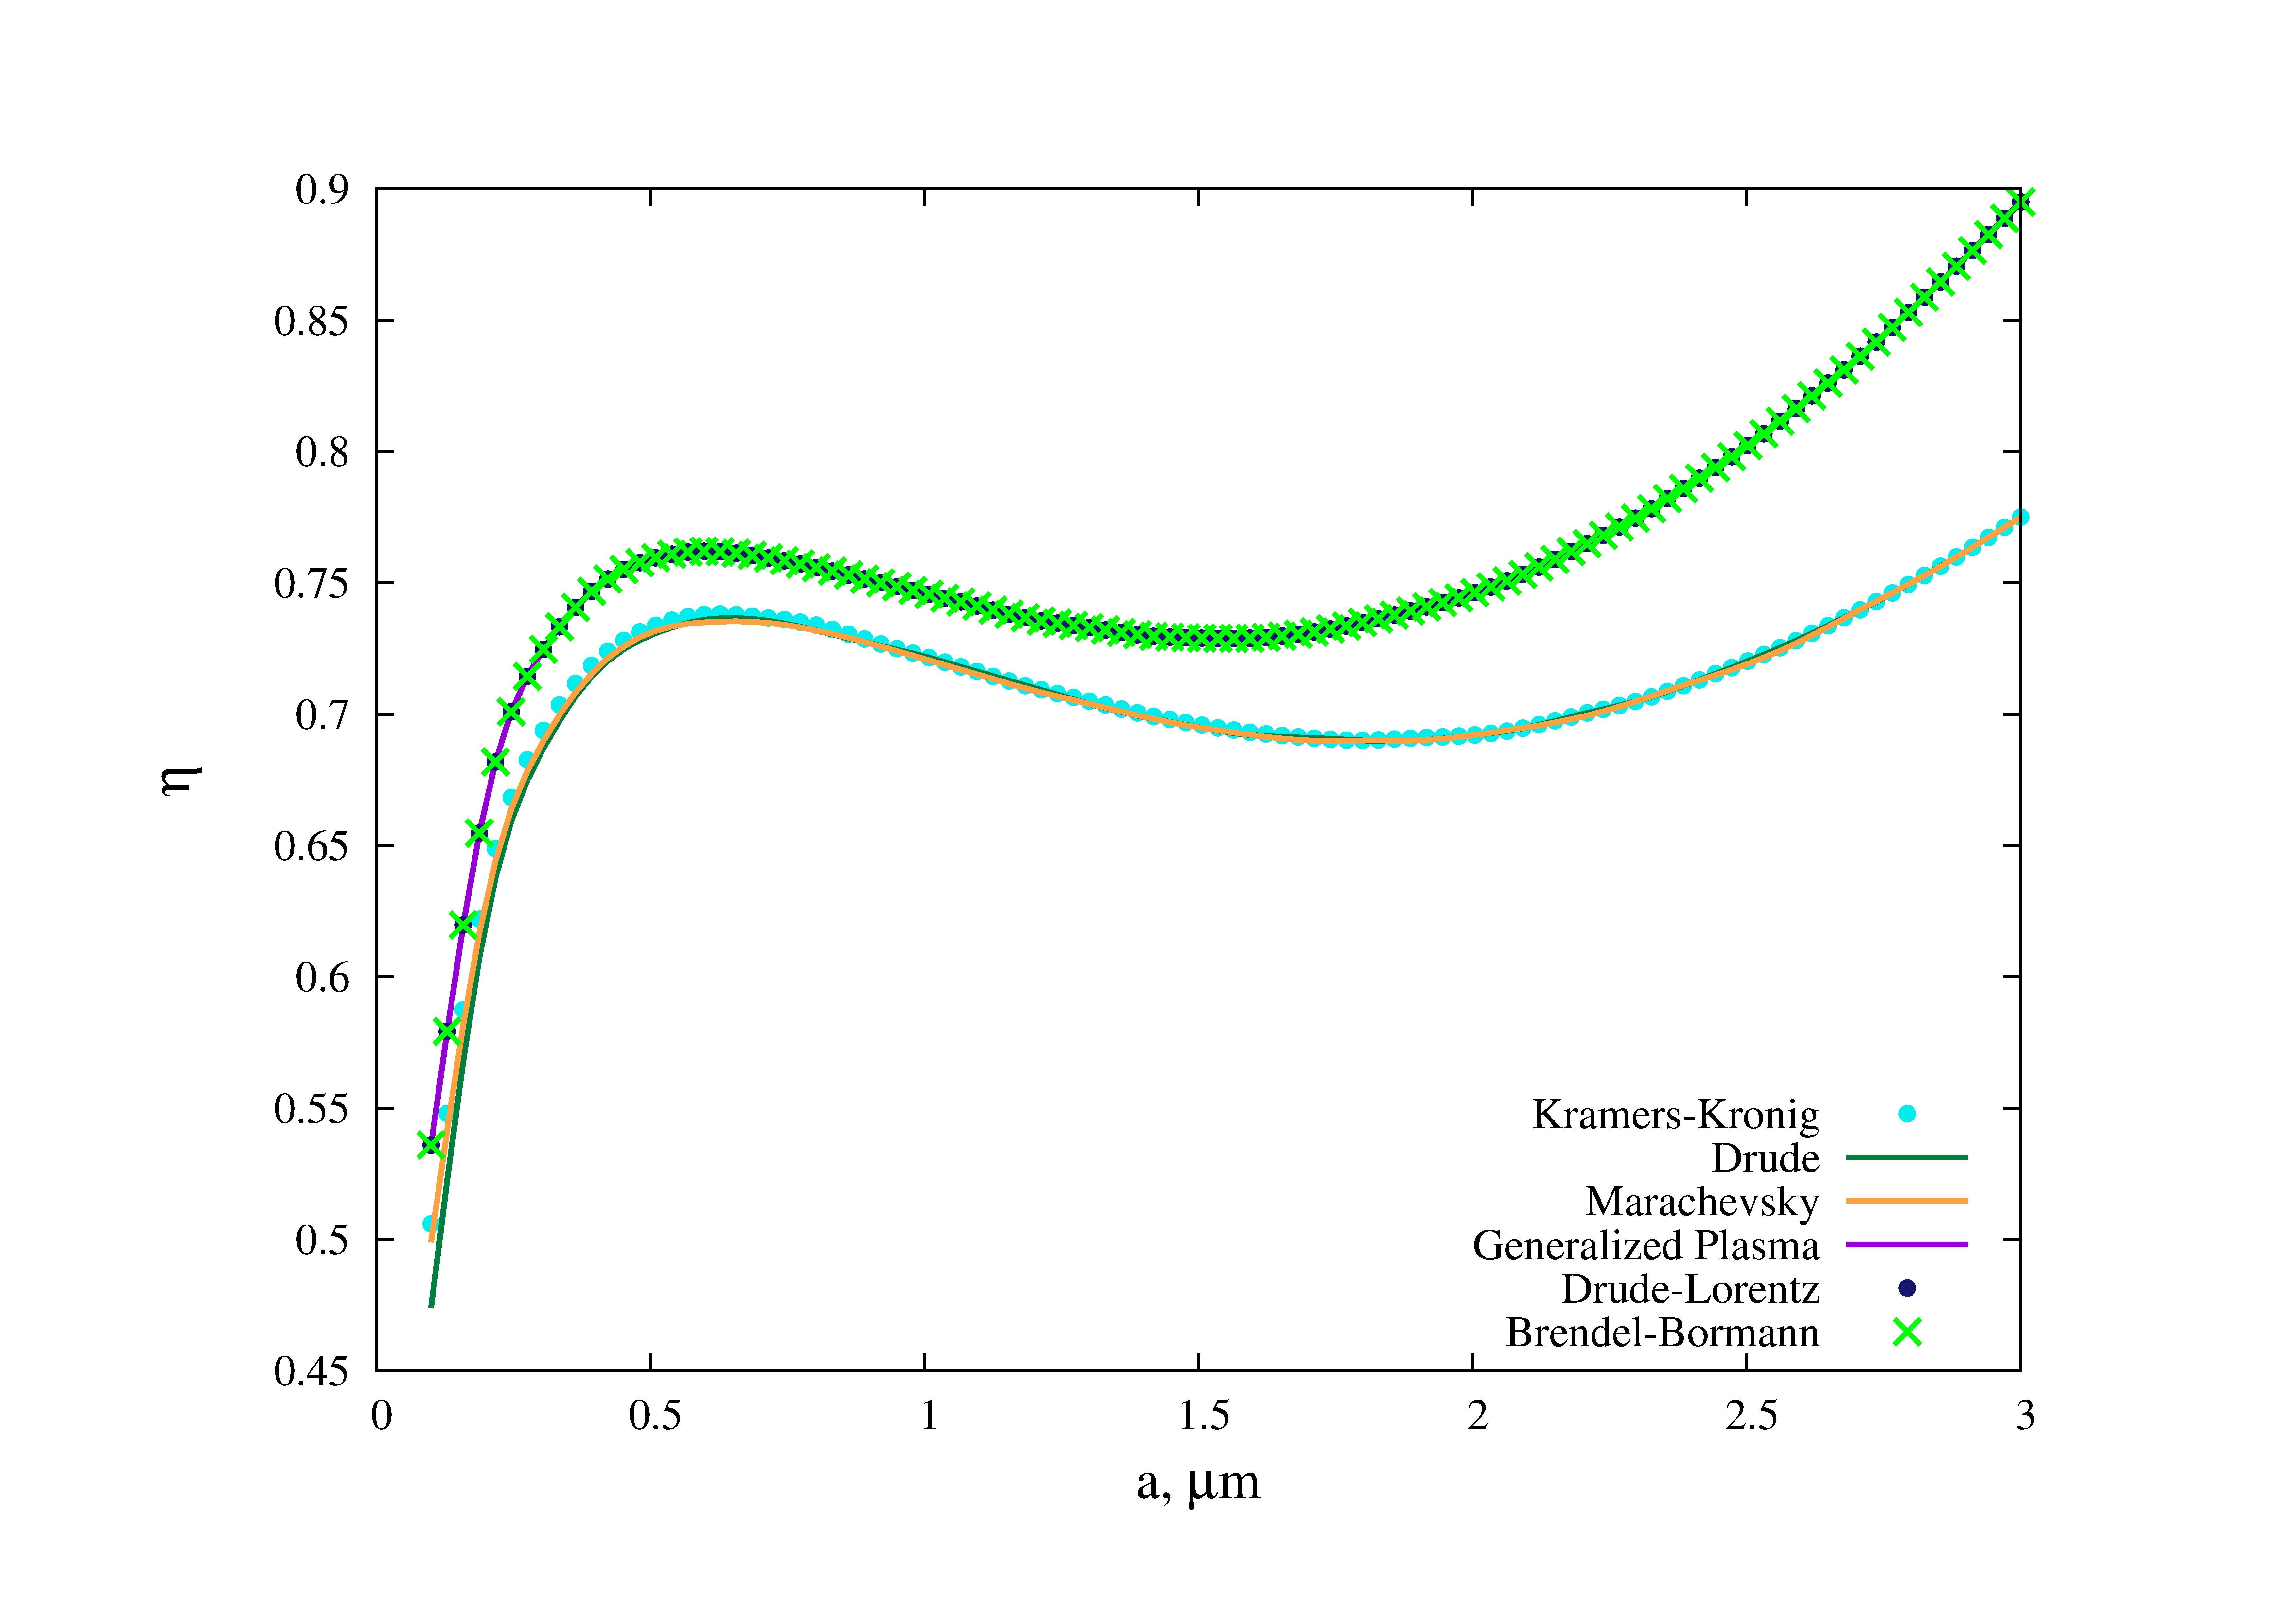 0.9
0.85
0.8
0.75
0.7
0.65
0.6
0.55
0.5
0.45
η
0 0.5 1 1.5 2 2.5 3
a, μm
Kramers-Kronig
Drude
Marachevsky
Generalized Plasma
Drude-Lorentz
Brendel-Bormann